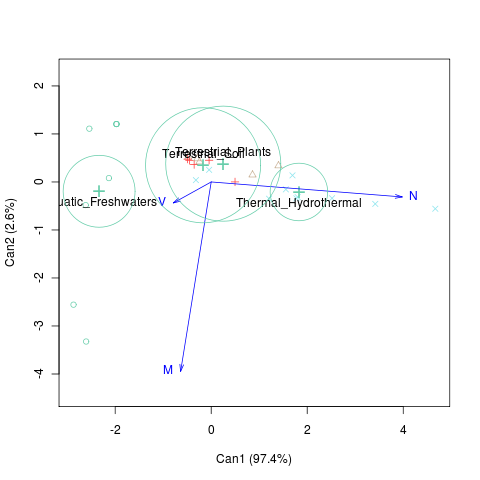 2
1
0
-1
-2
-3
-4
Can2 (2.6%)
Terrestrial_Plants
Terrestrial_Soil
uatic_Freshwaters
V
Thermal_Hydrothermal
N
M
-2
0
2
4
Can1 (97.4%)